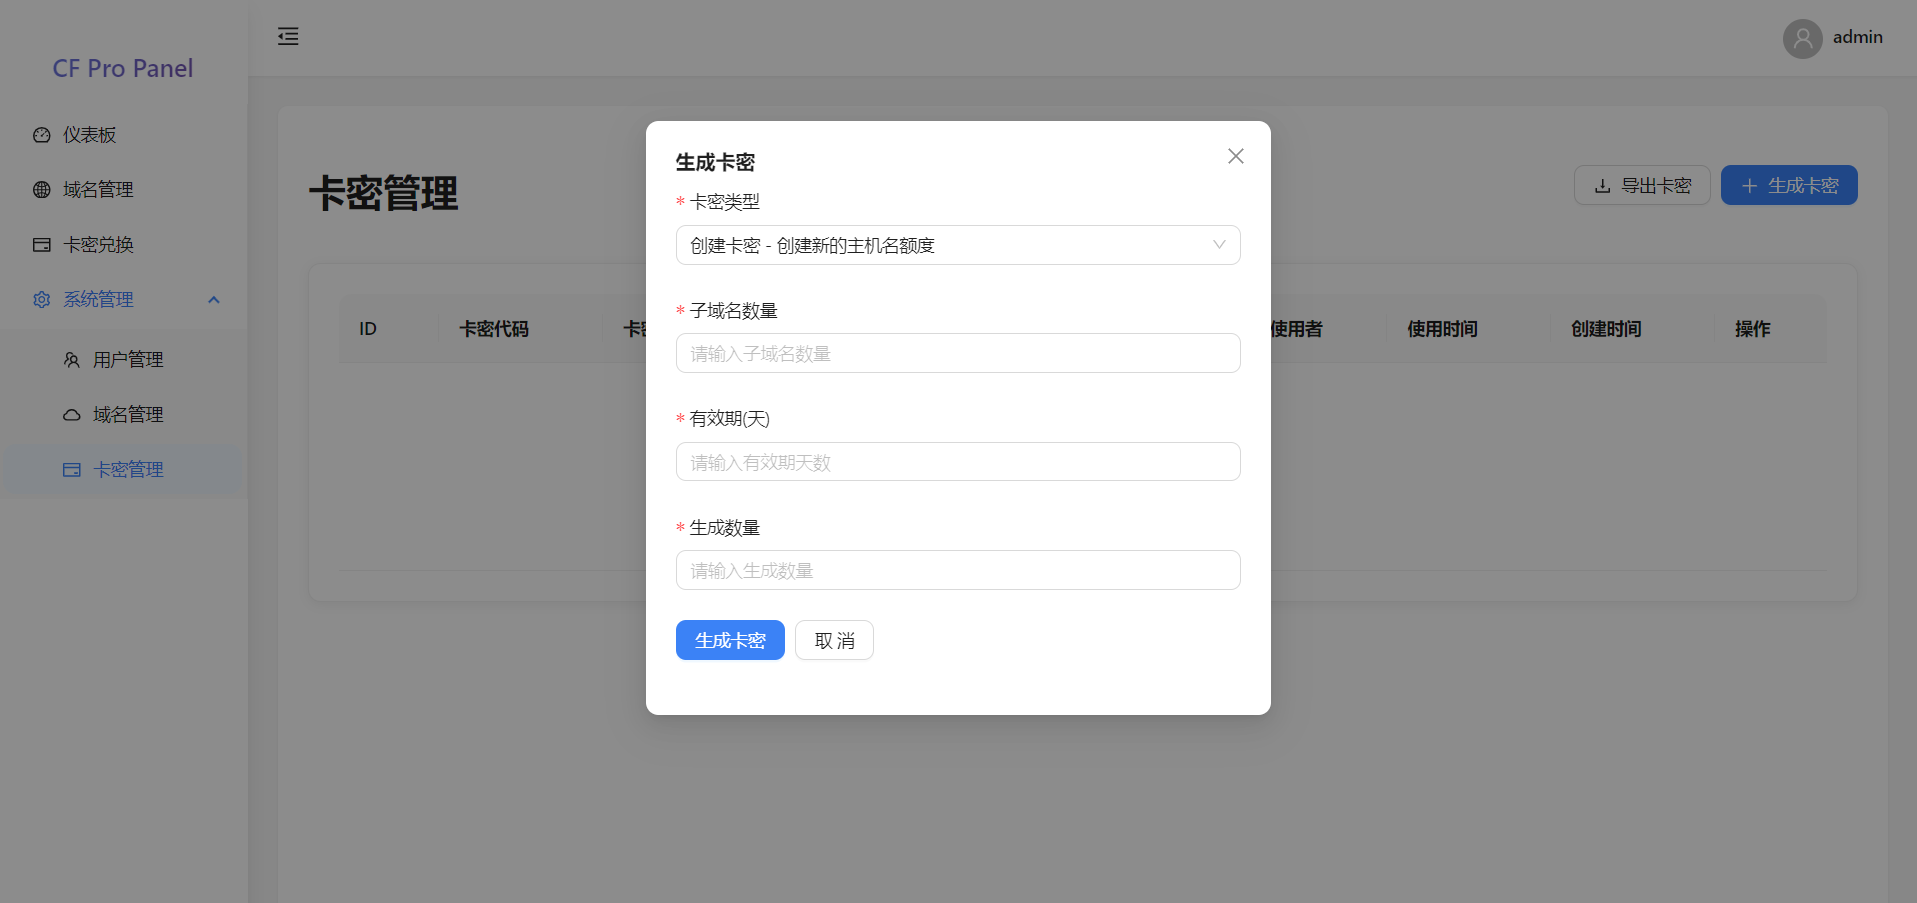 CF Pro Panel
仪表板
域名管理
卡密兑换
系统管理
用户管理
域名管理
卡密管理
admin
卡密管理
导出卡密
生成卡密
ID
卡密代码
使用者
使用时间
创建时间
操作
生成卡密
* 卡密类型
创建卡密 - 创建新的主机名额度
* 子域名数量
请输入子域名数量
* 有效期(天)
请输入有效期天数
* 生成数量
请输入生成数量
生成卡密
取 消